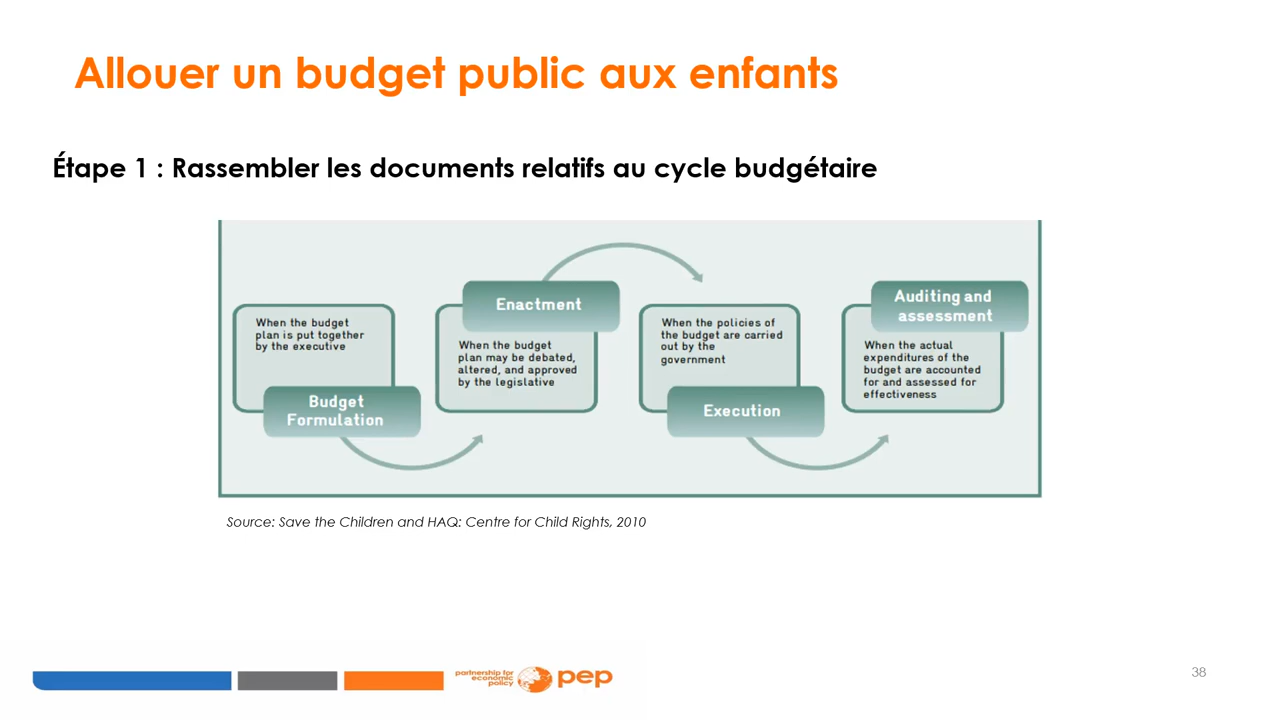 Allouer un budget public aux enfants
Étape 1 : Rassembler les documents relatifs au cycle budgétaire
When the budget
plan is put together
by the executive
Budget
Formulation
Enactment
When the budget
plan may be debated,
altered, and approved
by the legislative
When the policies of
the budget are carried
out by the
government
Execution
Auditing and
assessment
When the actual
expenditures of the
budget are accounted
for and assessed for
effectiveness
Source: Save the Children and HAQ: Centre for Child Rights, 2010
partnership for
economic
policy
pep
38